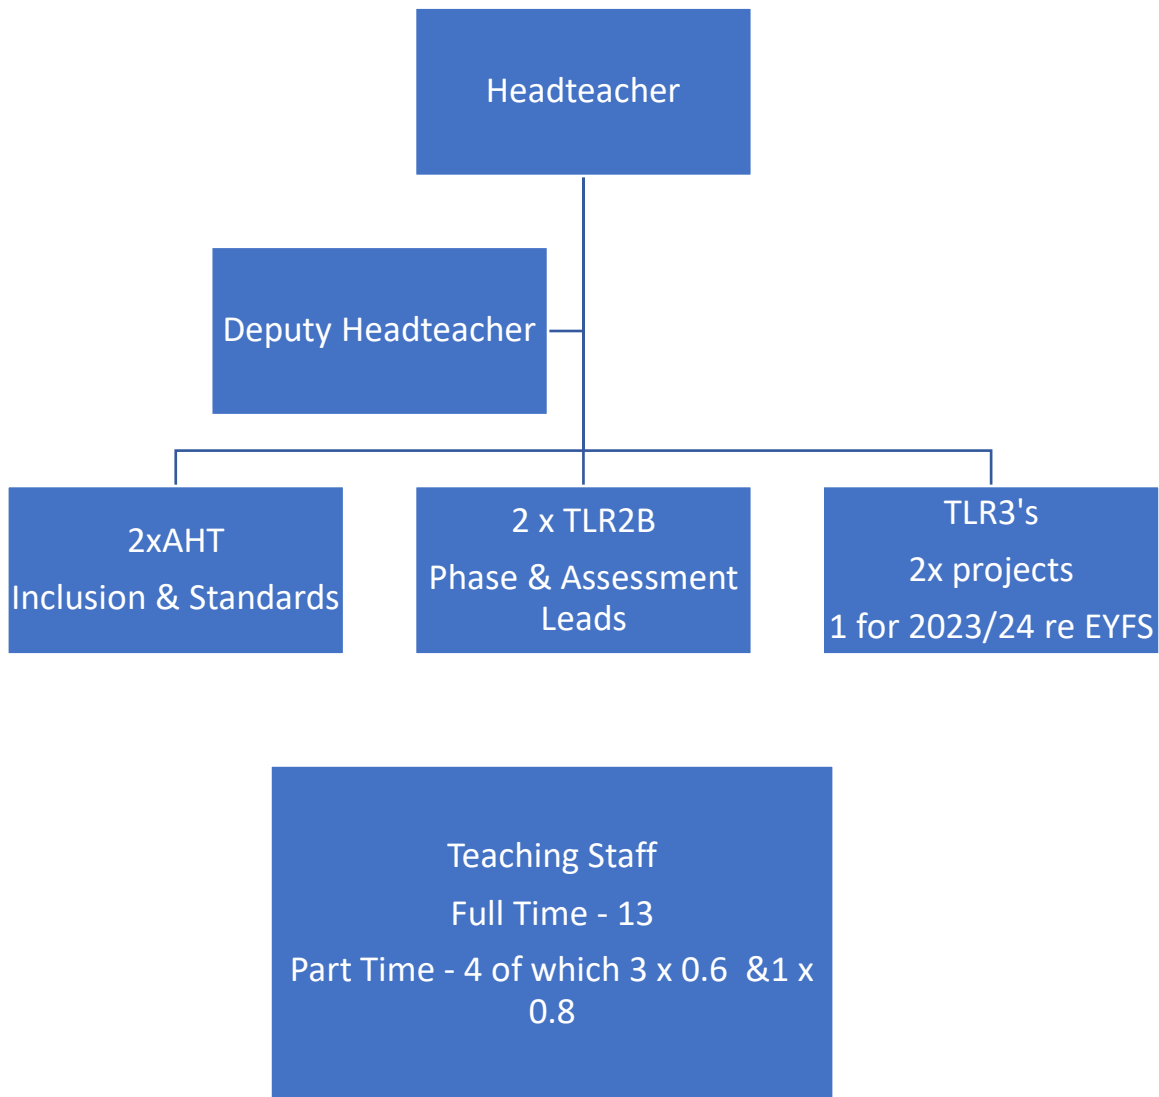 Headteacher
Deputy Headteacher
2xAHT
Inclusion & Standards
2 x TLR2B
Phase & Assessment
Leads
TLR3's
2x projects
1 for 2023/24 re EYFS
Teaching Staff
Full Time - 13
Part Time - 4 of which 3 x 0.6  &1 x
0.8